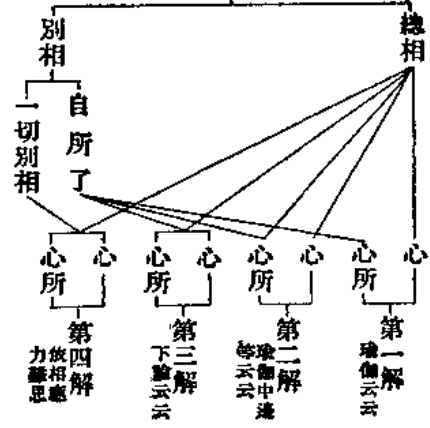 總相
別相
自所了
一切別相
心
心所
心
心所
心
心所
心
心所
第一解
瑜伽云云
第二解
瑜伽中邊
等云云
第三解
下論云云
第四解
依相應
力難思